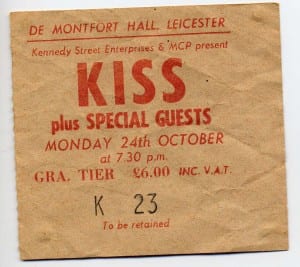 DE MONTFORT HALL, LEICESTER
Kennedy Street Enterprises & MCP present
KISS
plus SPECIAL GUESTS
MONDAY 24th OCTOBER
at 7.30 p.m.
GRA. TIER £6.00 INC. V.A.T.
K 23
To be retained